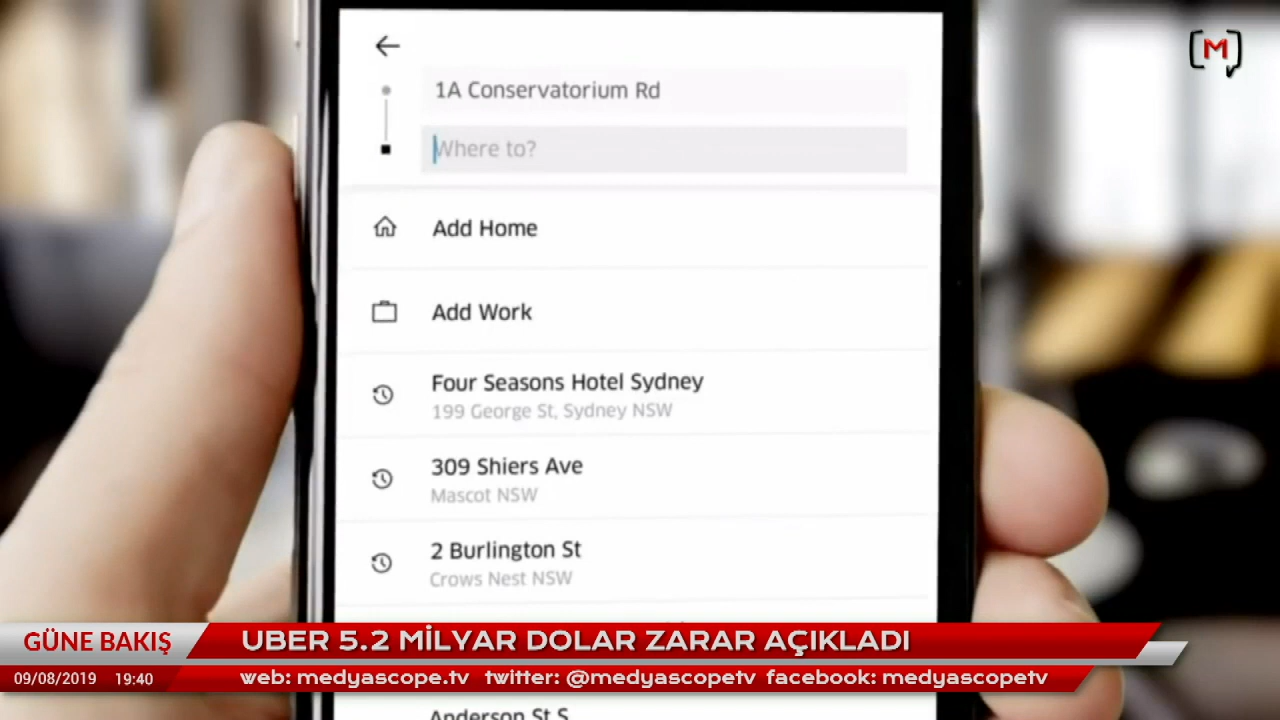 M
1A Conservatorium Rd
Where to?
Add Home
Add Work
Four Seasons Hotel Sydney
199 George St, Sydney NSW
309 Shiers Ave
Mascot NSW
2 Burlington St
Crows Nest NSW
GÜNE BAKIŞ
UBER 5.2 MİLYAR DOLAR ZARAR AÇIKLADI
09/08/2019 19:40
web: medyascope.tv twitter: @medyascopetv facebook: medyascopetv
Anderson St S